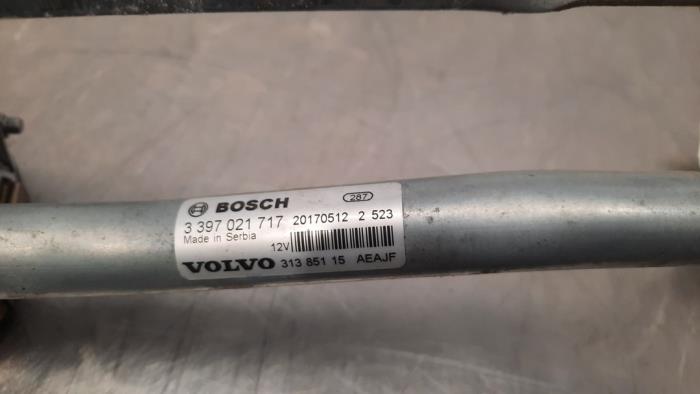 BOSCH 287
3 397 021 717 20170512 2 523
Made in Serbia
12V
VOLVO 313 851 15 AEAJF